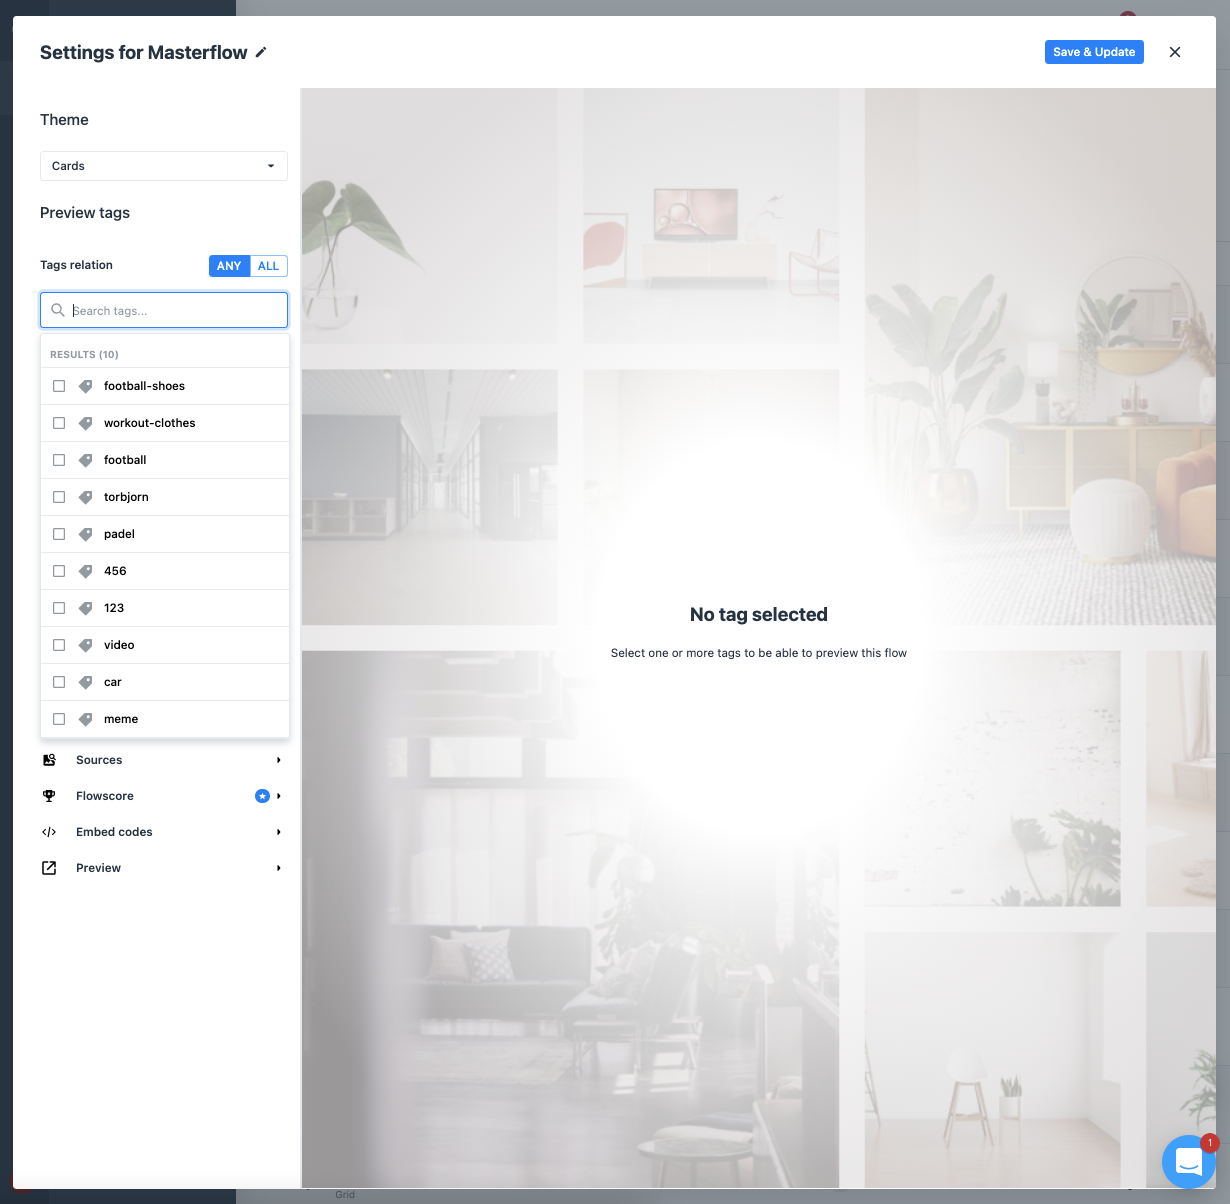 Settings for Masterflow
Save & Update
Theme
Cards
Preview tags
Tags relation
ANY
ALL
Search tags...
RESULTS (10)
football-shoes
workout-clothes
football
torbjorn
padel
456
123
video
car
meme
Sources
Flowscore
Embed codes
Preview
No tag selected
Select one or more tags to be able to preview this flow
1
Grid